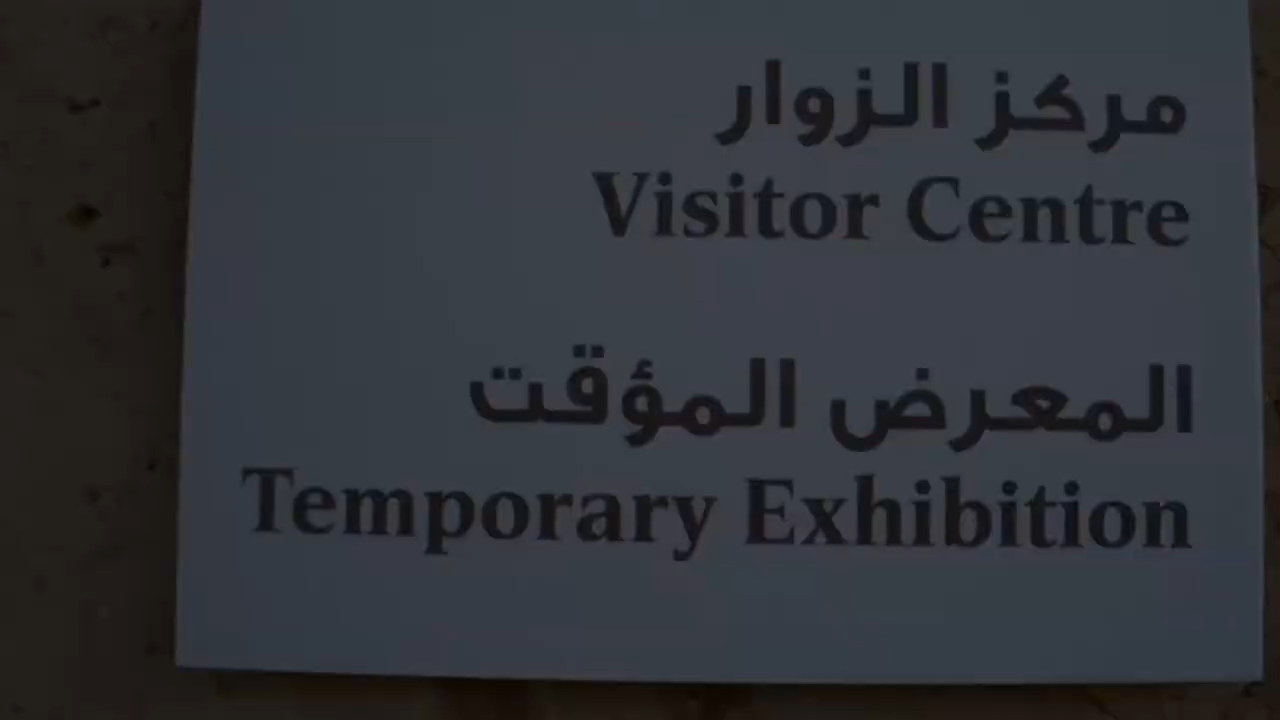 مركز الزوار
Visitor Centre
المعرض المؤقت
Temporary Exhibition